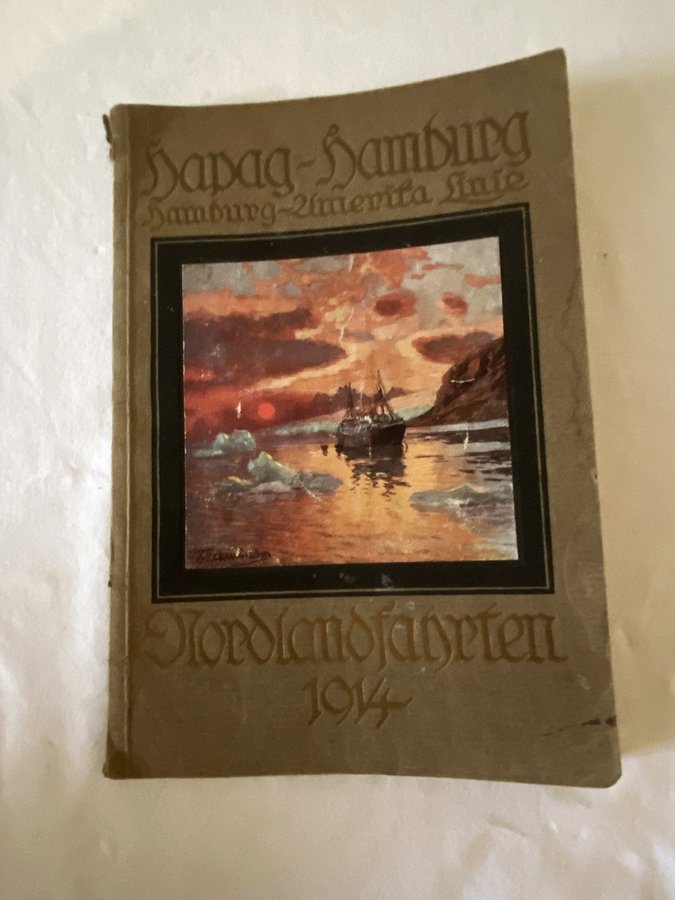 Hapag-Hamburg
Hamburg-Amerika Linie
Nordlandfahrten
1914